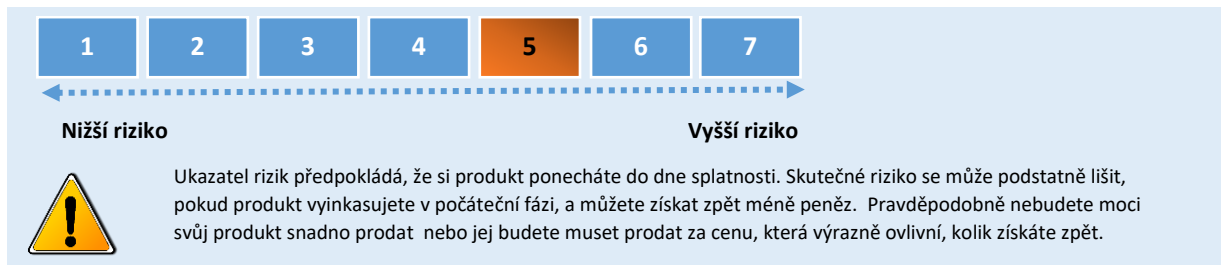 1 2 3 4 5 6 7
Nižší riziko Vyšší riziko
Ukazatel rizik předpokládá, že si produkt ponecháte do dne splatnosti. Skutečné riziko se může podstatně lišit,
pokud produkt vyinkasujete v počáteční fázi, a můžete získat zpět méně peněz. Pravděpodobně nebudete moci
svůj produkt snadno prodat nebo jej budete muset prodat za cenu, která výrazně ovlivní, kolik získáte zpět.